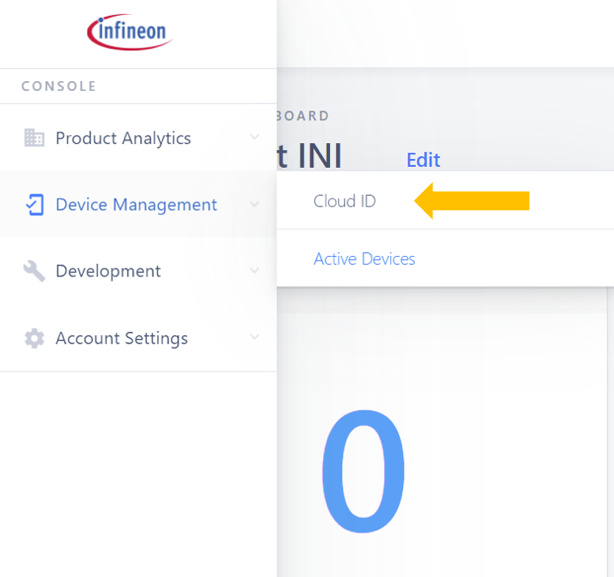 infineon
CONSOLE
Product Analytics
Device Management
Development
Account Settings
BOARD
t INI
Edit
Cloud ID
Active Devices
0